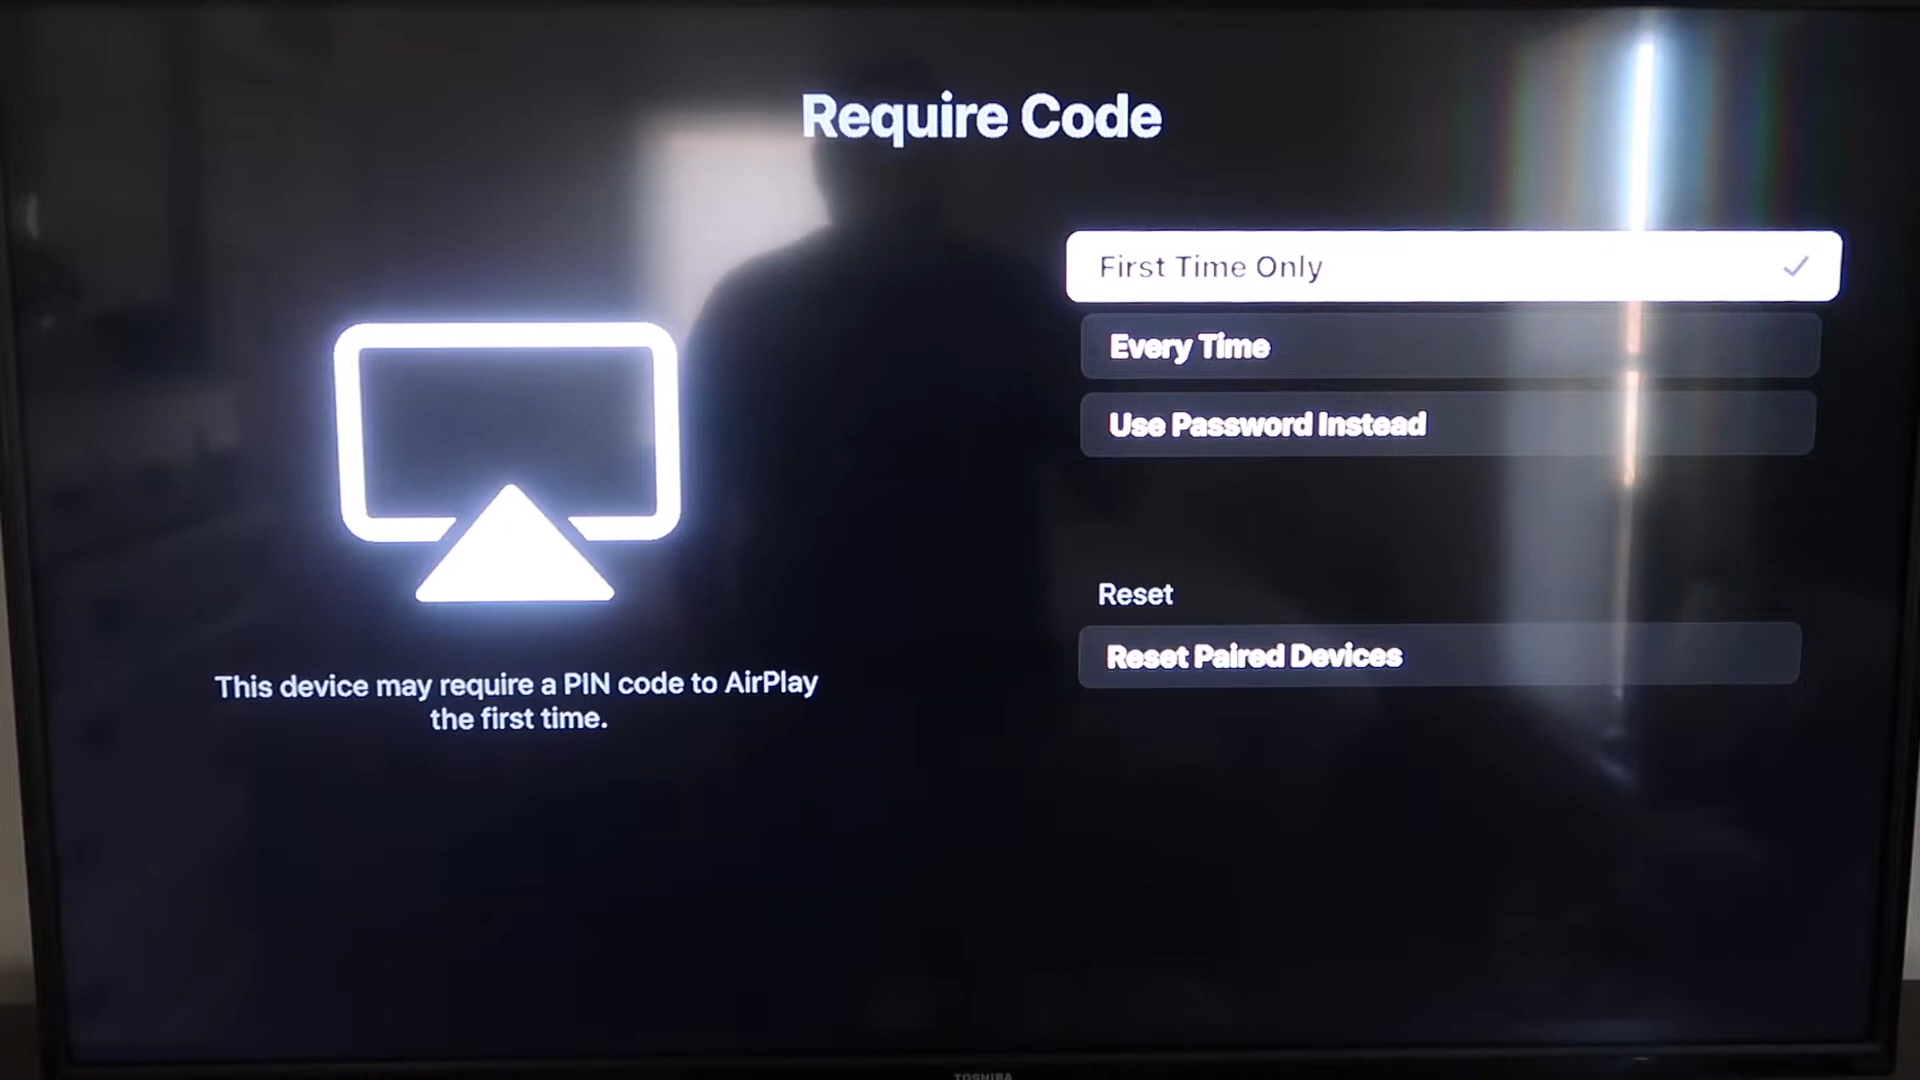 Require Code
First Time Only
Every Time
Use Password Instead
Reset
Reset Paired Devices
This device may require a PIN code to AirPlay
the first time.
TOSHIBA